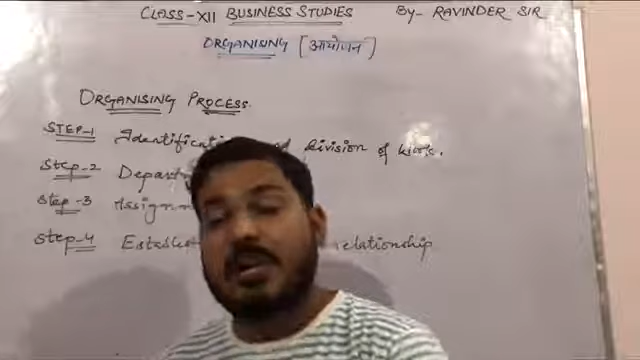 CLASS-XII BUSINESS STUDIES By- RAVINDER SIR
ORGANISING [आयोजन]
ORGANISING PROCESS.
STEP-1 Identification and Division of Work.
Step-2
Step-3
Step-4 relationship